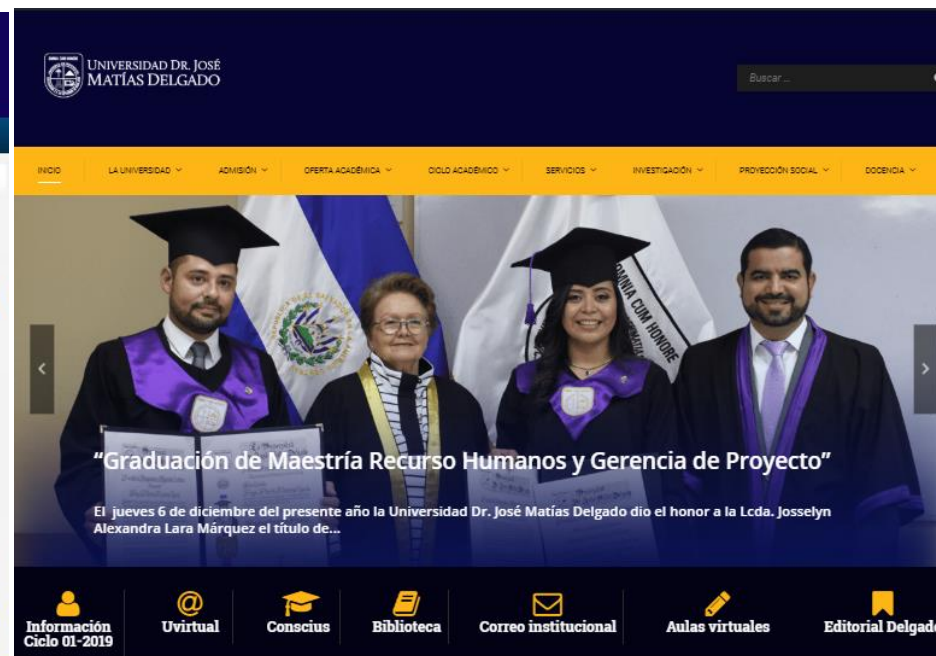 UNIVERSIDAD DR. JOSÉ
MATÍAS DELGADO
Buscar ...
INICIO
LA UNIVERSIDAD
ADMISIÓN
OFERTA ACADÉMICA
CICLO ACADÉMICO
SERVICIOS
INVESTIGACIÓN
PROYECCIÓN SOCIAL
DOCENCIA
OMNIA CUM HONORE
“Graduación de Maestría Recurso Humanos y Gerencia de Proyecto”
El jueves 6 de diciembre del presente año la Universidad Dr. José Matías Delgado dio el honor a la Lcda. Josselyn
Alexandra Lara Márquez el título de...
Información
Ciclo 01-2019
Uvirtual
Conscius
Biblioteca
Correo institucional
Aulas virtuales
Editorial Delgado